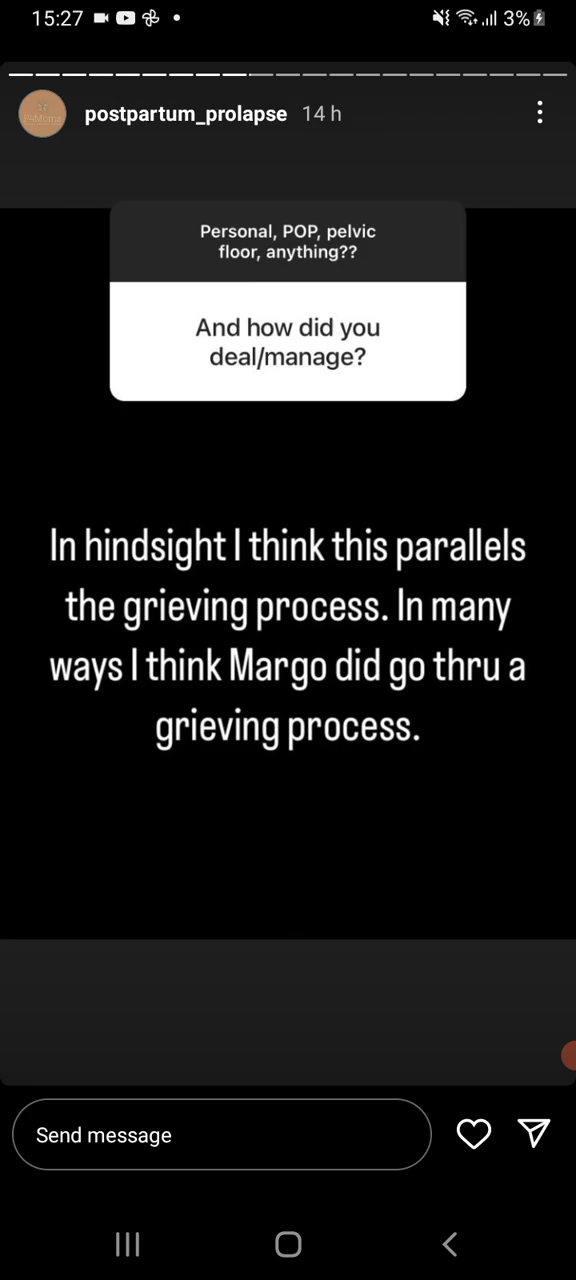 15:27
3%
postpartum_prolapse 14 h
Personal, POP, pelvic
floor, anything??
And how did you
deal/manage?
In hindsight I think this parallels
the grieving process. In many
ways I think Margo did go thru a
grieving process.
Send message